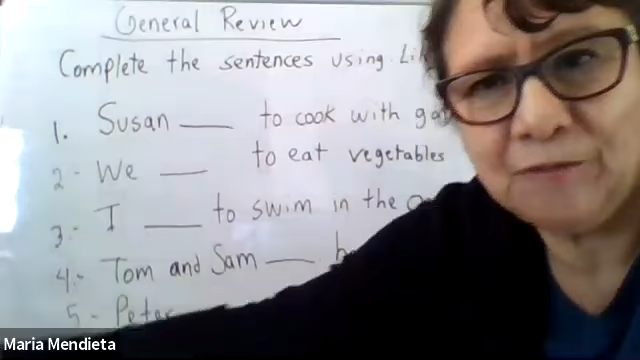 General Review
Complete the sentences using
1. Susan ___ to cook with
2- We ___ to eat vegetables
3- I ___ to swim in the
4.- Tom and Sam ___
5- Peter
Maria Mendieta